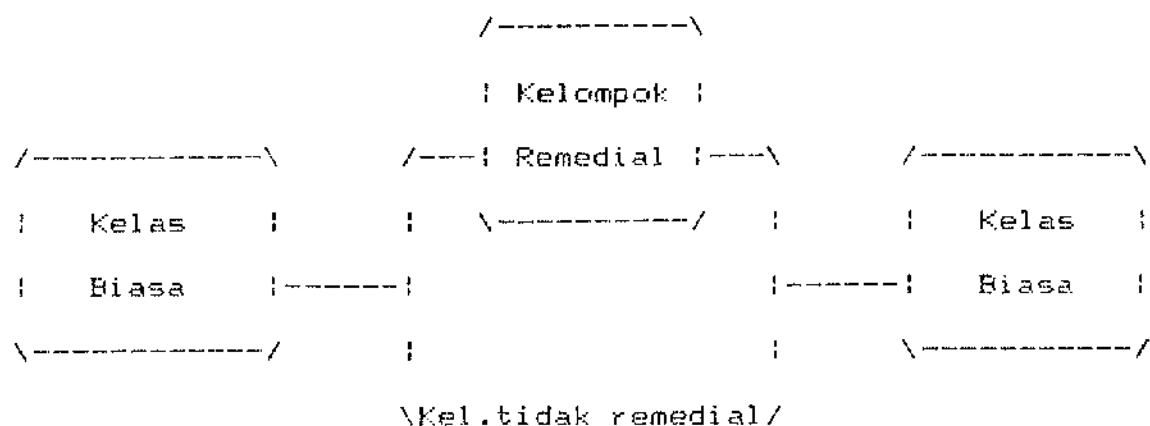 Kelompok
Remedial
Kelas Kelas
Biasa Biasa
Kel.tidak remedial